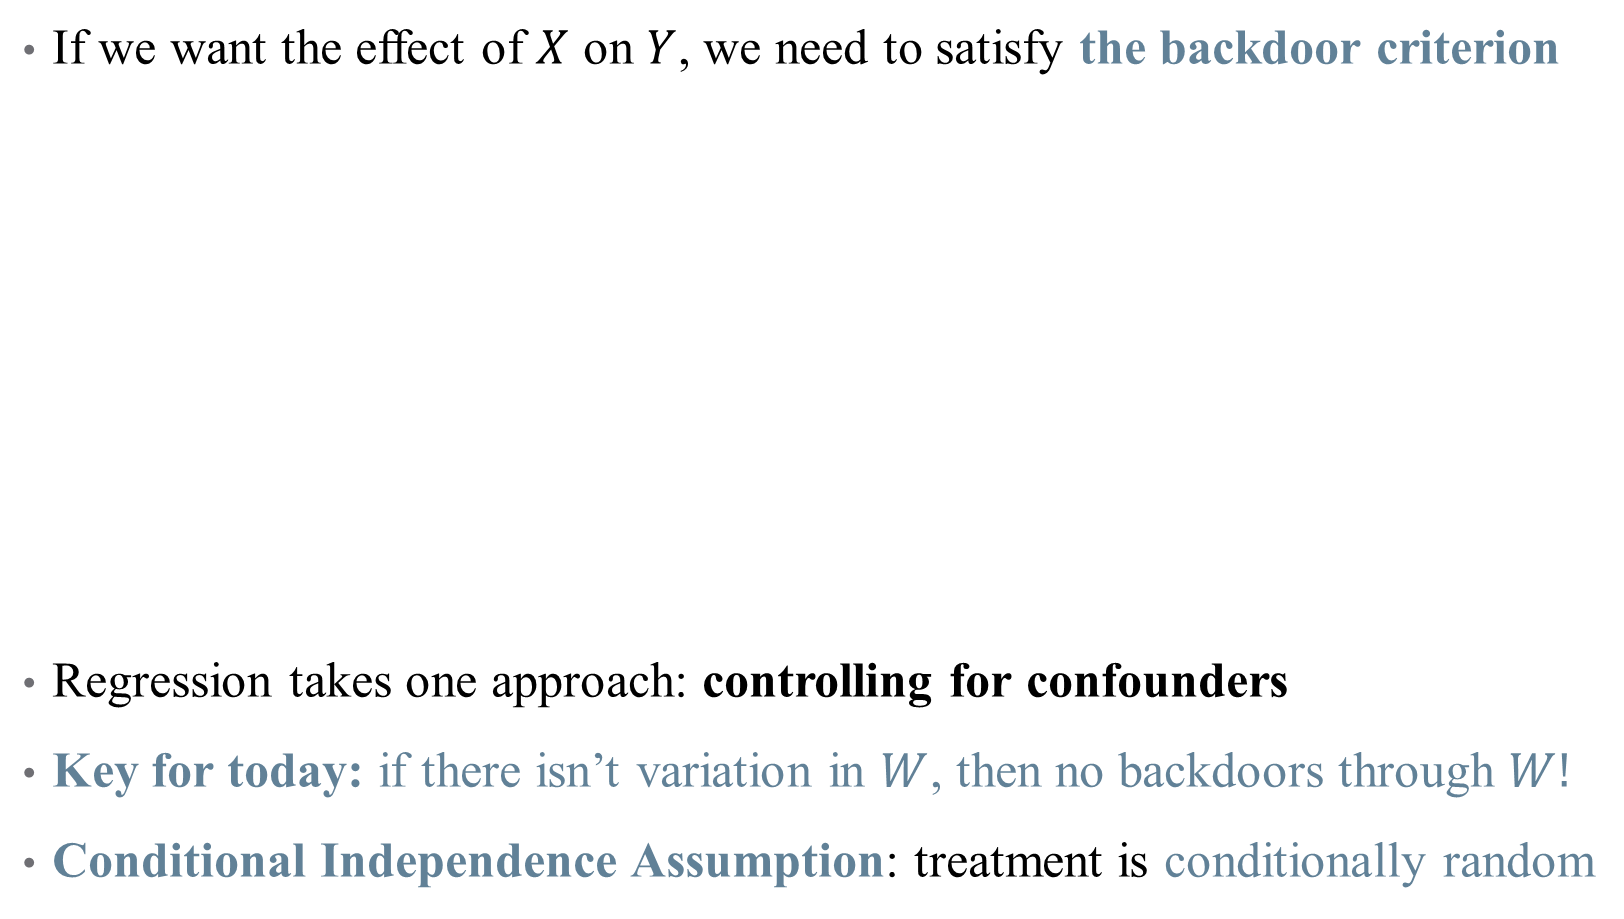 • If we want the effect of X on Y, we need to satisfy the backdoor criterion
• Regression takes one approach: controlling for confounders
• Key for today: if there isn’t variation in W, then no backdoors through W!
• Conditional Independence Assumption: treatment is conditionally random